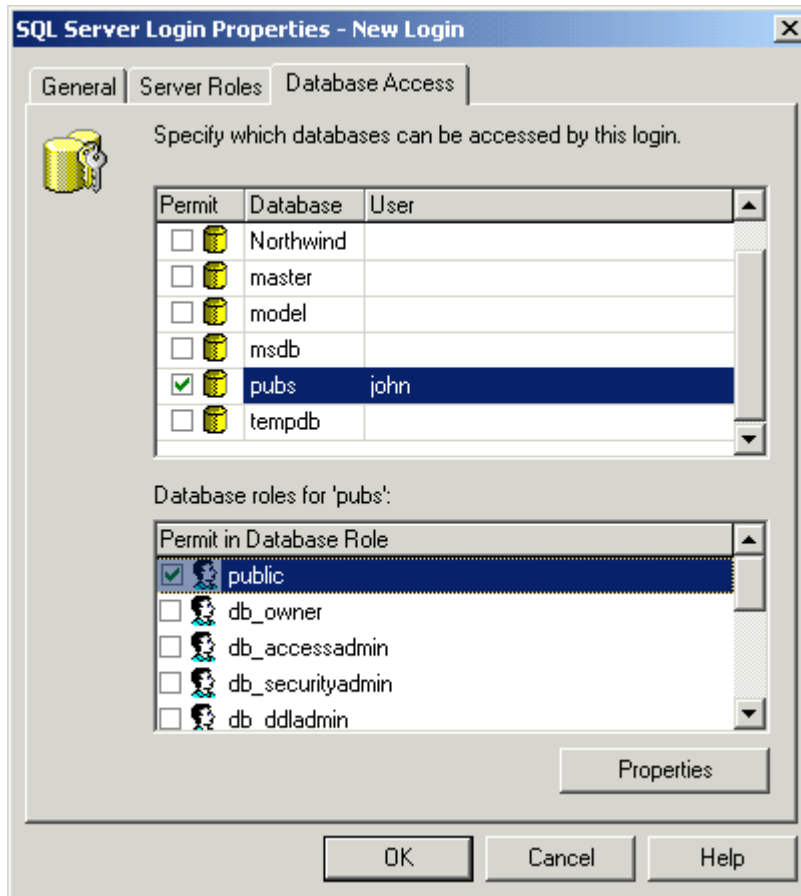 SQL Server Login Properties - New Login
General Server Roles Database Access
Specify which databases can be accessed by this login.
Permit Database User
Northwind
master
model
msdb
pubs john
tempdb
Database roles for 'pubs':
Permit in Database Role
public
db_owner
db_accessadmin
db_securityadmin
db_ddladmin
Properties
OK Cancel Help